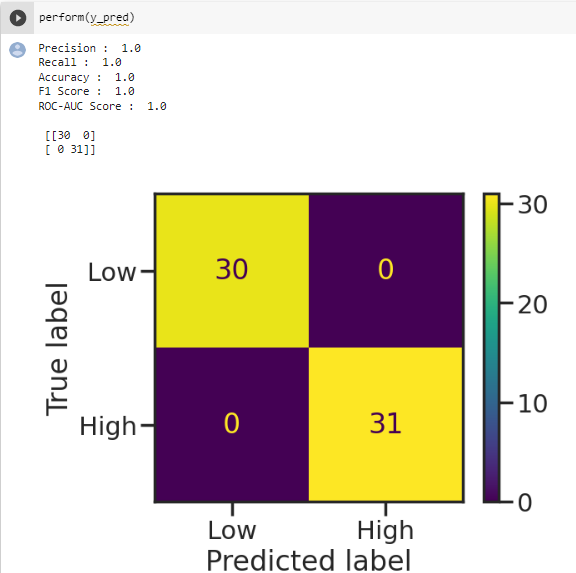 perform(y_pred)
Precision :  1.0
Recall :  1.0
Accuracy :  1.0
F1 Score :  1.0
ROC-AUC Score :  1.0
[[30  0]
[ 0 31]]
Low
30
0
High
0
31
Low
High
True label
Predicted label
30
20
10
0